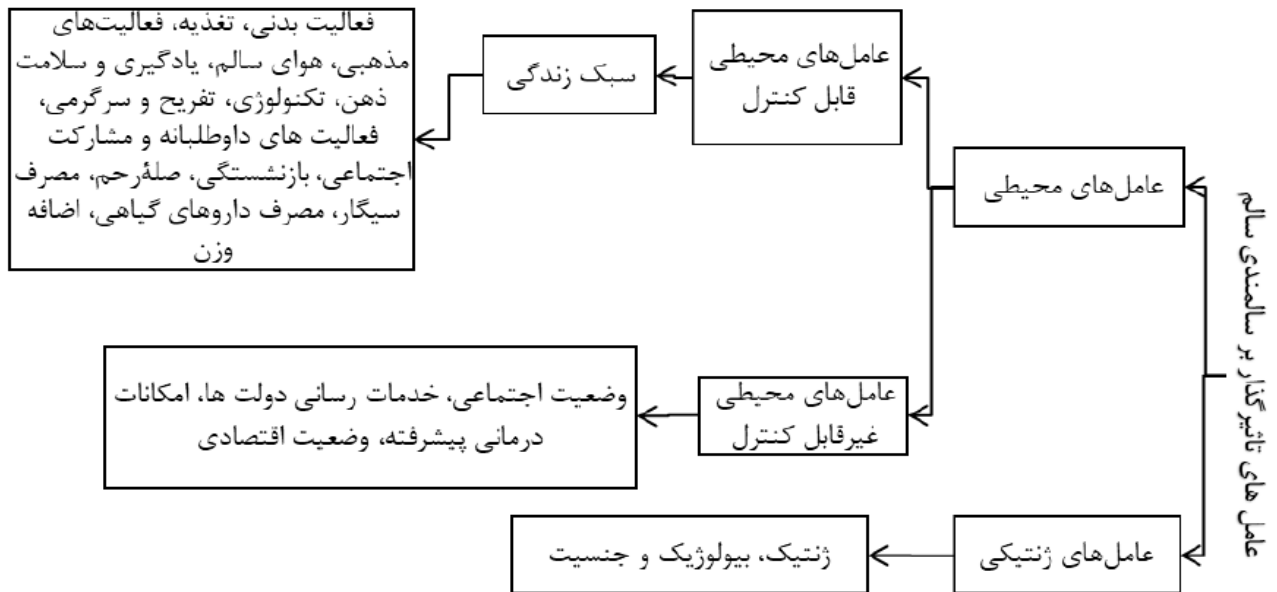 عامل های تاثیرگذار بر سالمندی سالم
عامل‌های محیطی
عامل‌های محیطی
قابل کنترل
سبک زندگی
فعالیت بدنی، تغذیه، فعالیت‌های
مذهبی، هوای سالم، یادگیری و سلامت
ذهن، تکنولوژی، تفریح و سرگرمی،
فعالیت های داوطلبانه و مشارکت
اجتماعی، بازنشستگی، صلهٔ‌رحم، مصرف
سیگار، مصرف داروهای گیاهی، اضافه
وزن
عامل‌های محیطی
غیرقابل کنترل
وضعیت اجتماعی، خدمات رسانی دولت ها، امکانات
درمانی پیشرفته، وضعیت اقتصادی
عامل‌های ژنتیکی
ژنتیک، بیولوژیک و جنسیت